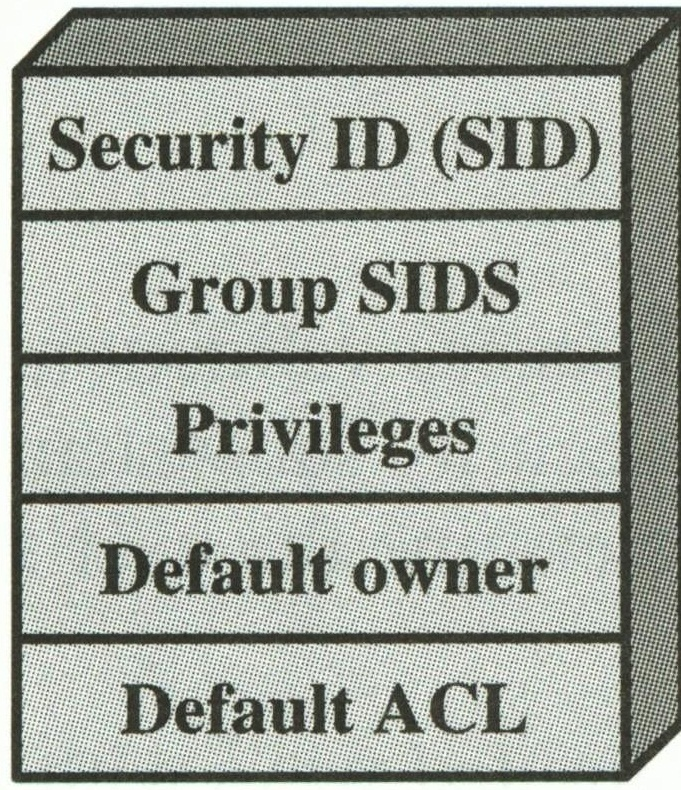 Security ID (SID)
Group SIDS
Privileges
Default owner
Default ACL